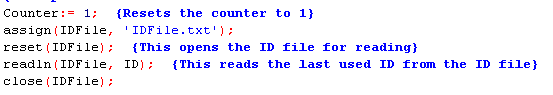 Counter:= 1;  {Resets the counter to 1}
assign(IDFile, 'IDFile.txt');
reset(IDFile);  {This opens the ID file for reading}
readln(IDFile, ID);  {This reads the last used ID from the ID file}
close(IDFile);